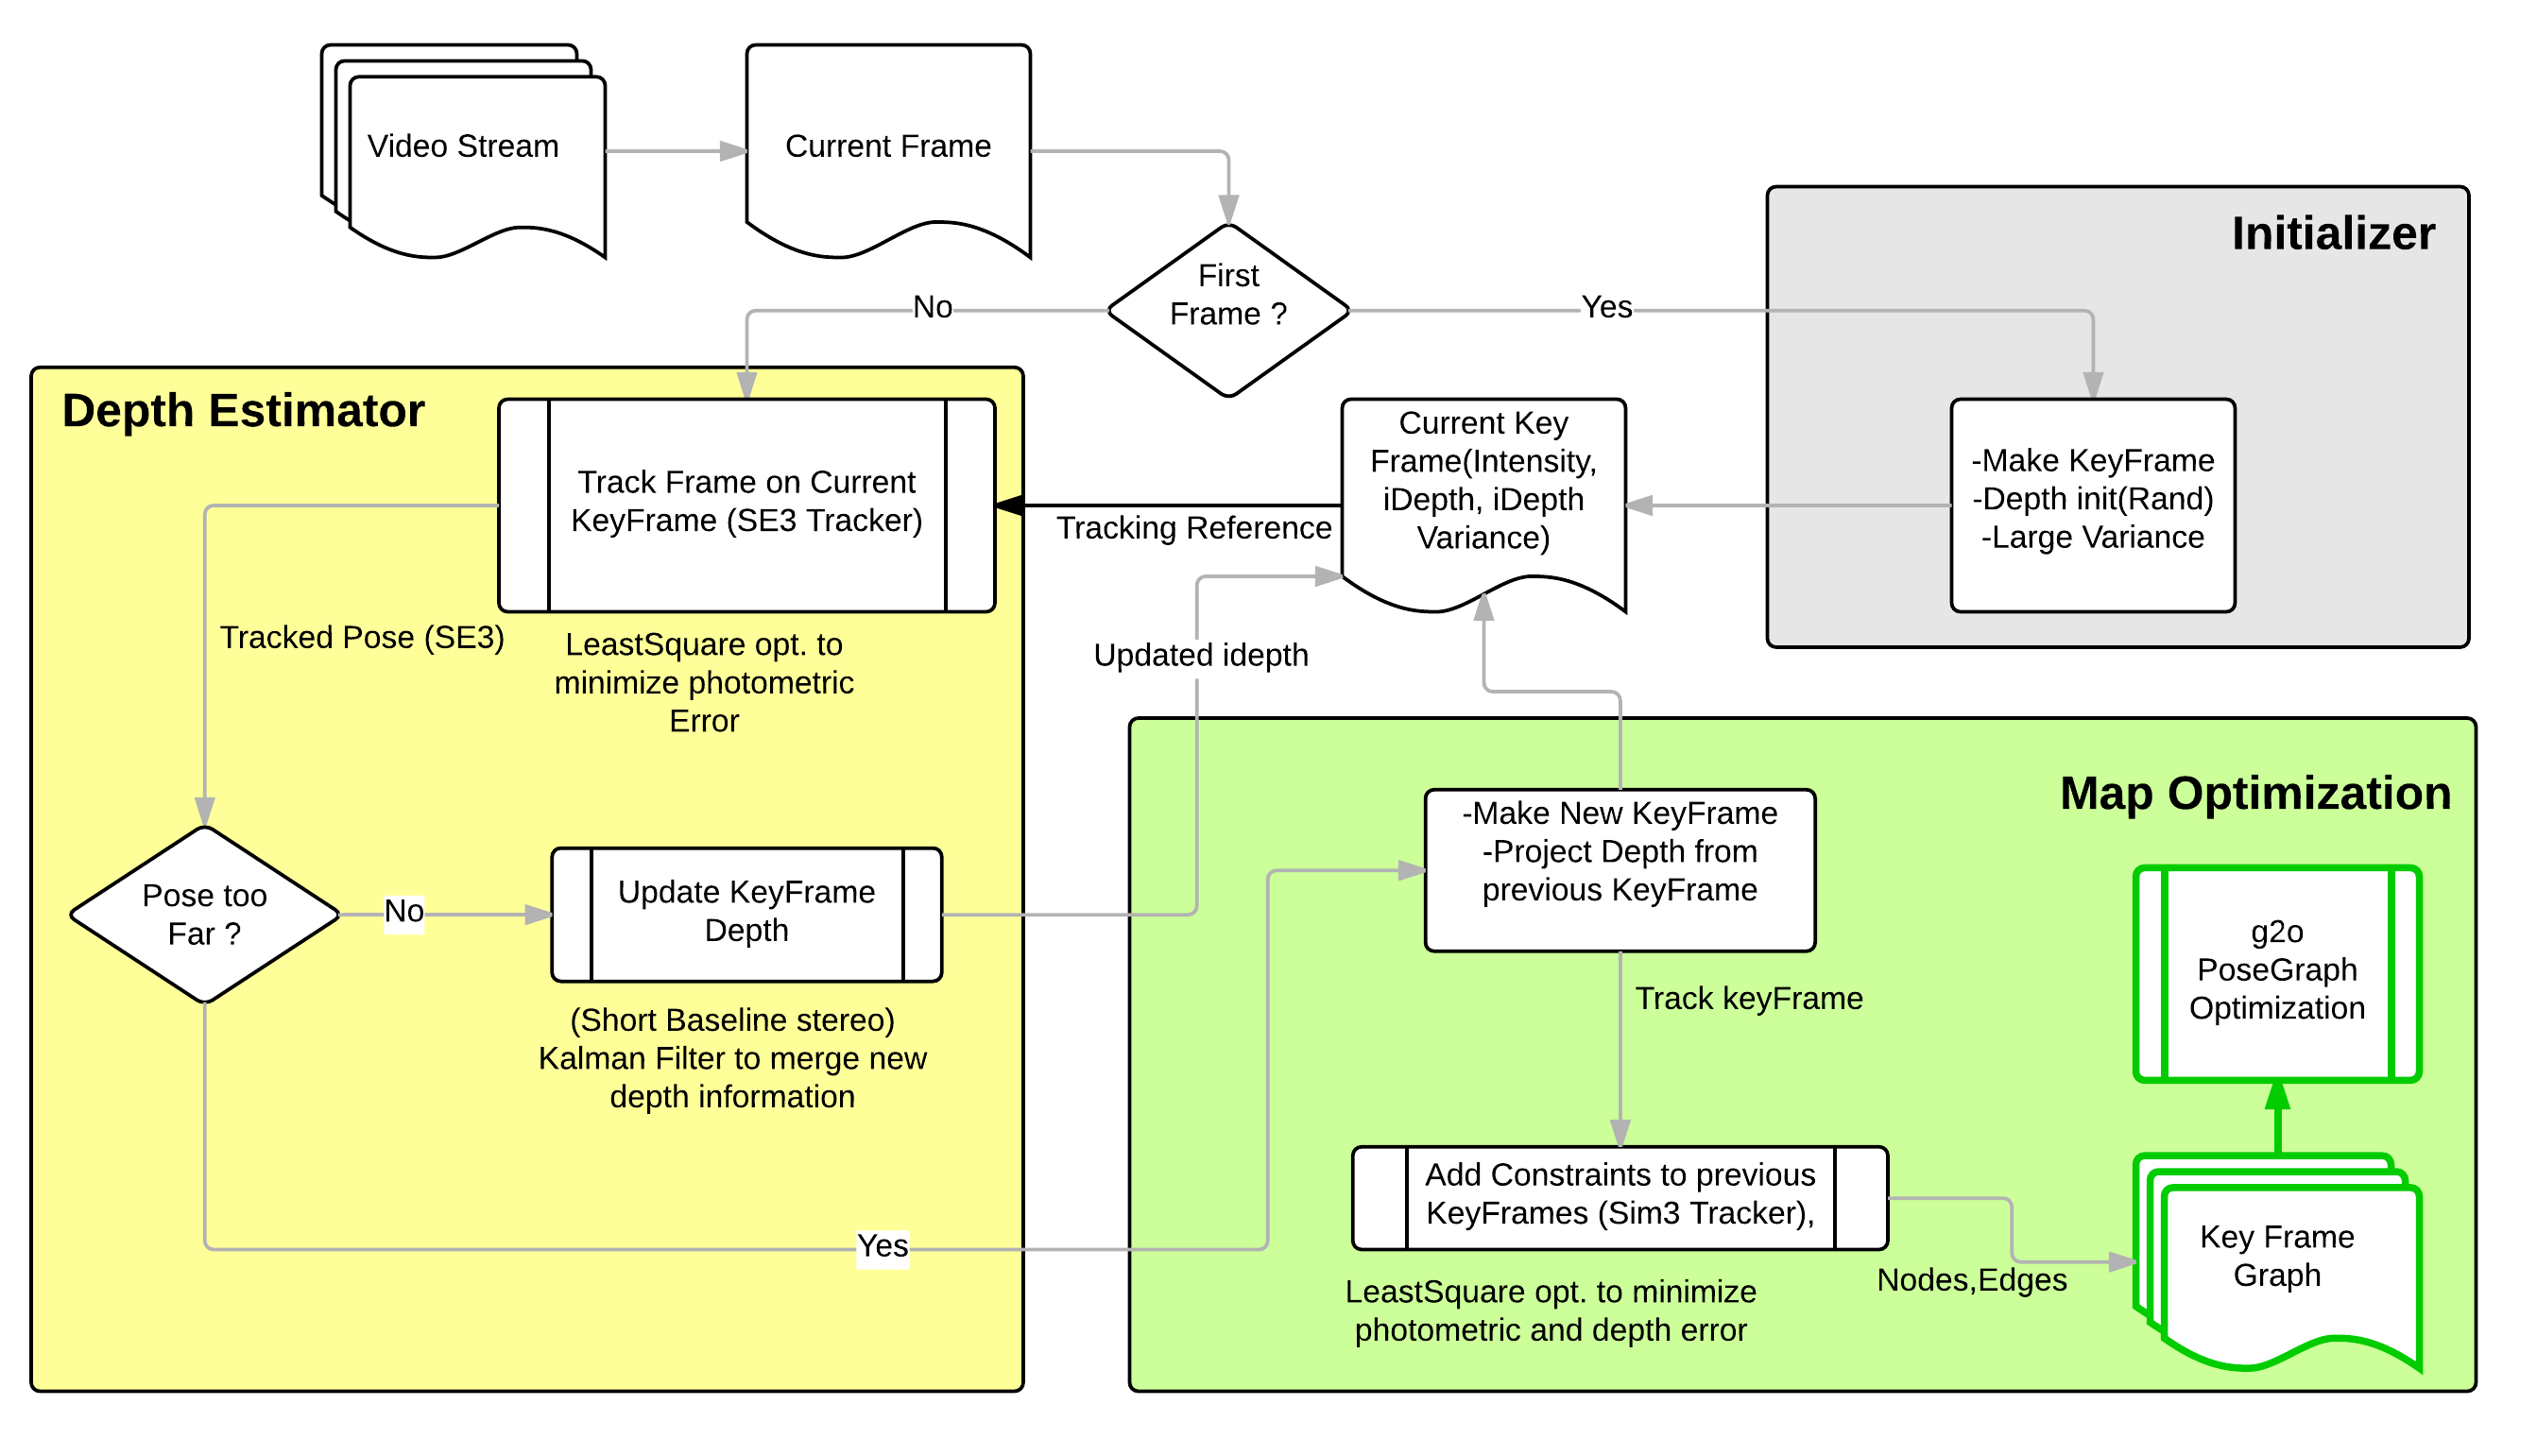 Video Stream
Current Frame
First
Frame ?
No
Yes
Initializer
Depth Estimator
Track Frame on Current
KeyFrame (SE3 Tracker)
Tracking Reference
Current Key
Frame(Intensity,
iDepth, iDepth
Variance)
-Make KeyFrame
-Depth init(Rand)
-Large Variance
Tracked Pose (SE3)
LeastSquare opt. to
minimize photometric
Error
Updated idepth
Pose too
Far ?
No
Update KeyFrame
Depth
(Short Baseline stereo)
Kalman Filter to merge new
depth information
Yes
Map Optimization
-Make New KeyFrame
-Project Depth from
previous KeyFrame
Track keyFrame
g2o
PoseGraph
Optimization
Add Constraints to previous
KeyFrames (Sim3 Tracker),
LeastSquare opt. to minimize
photometric and depth error
Nodes,Edges
Key Frame
Graph